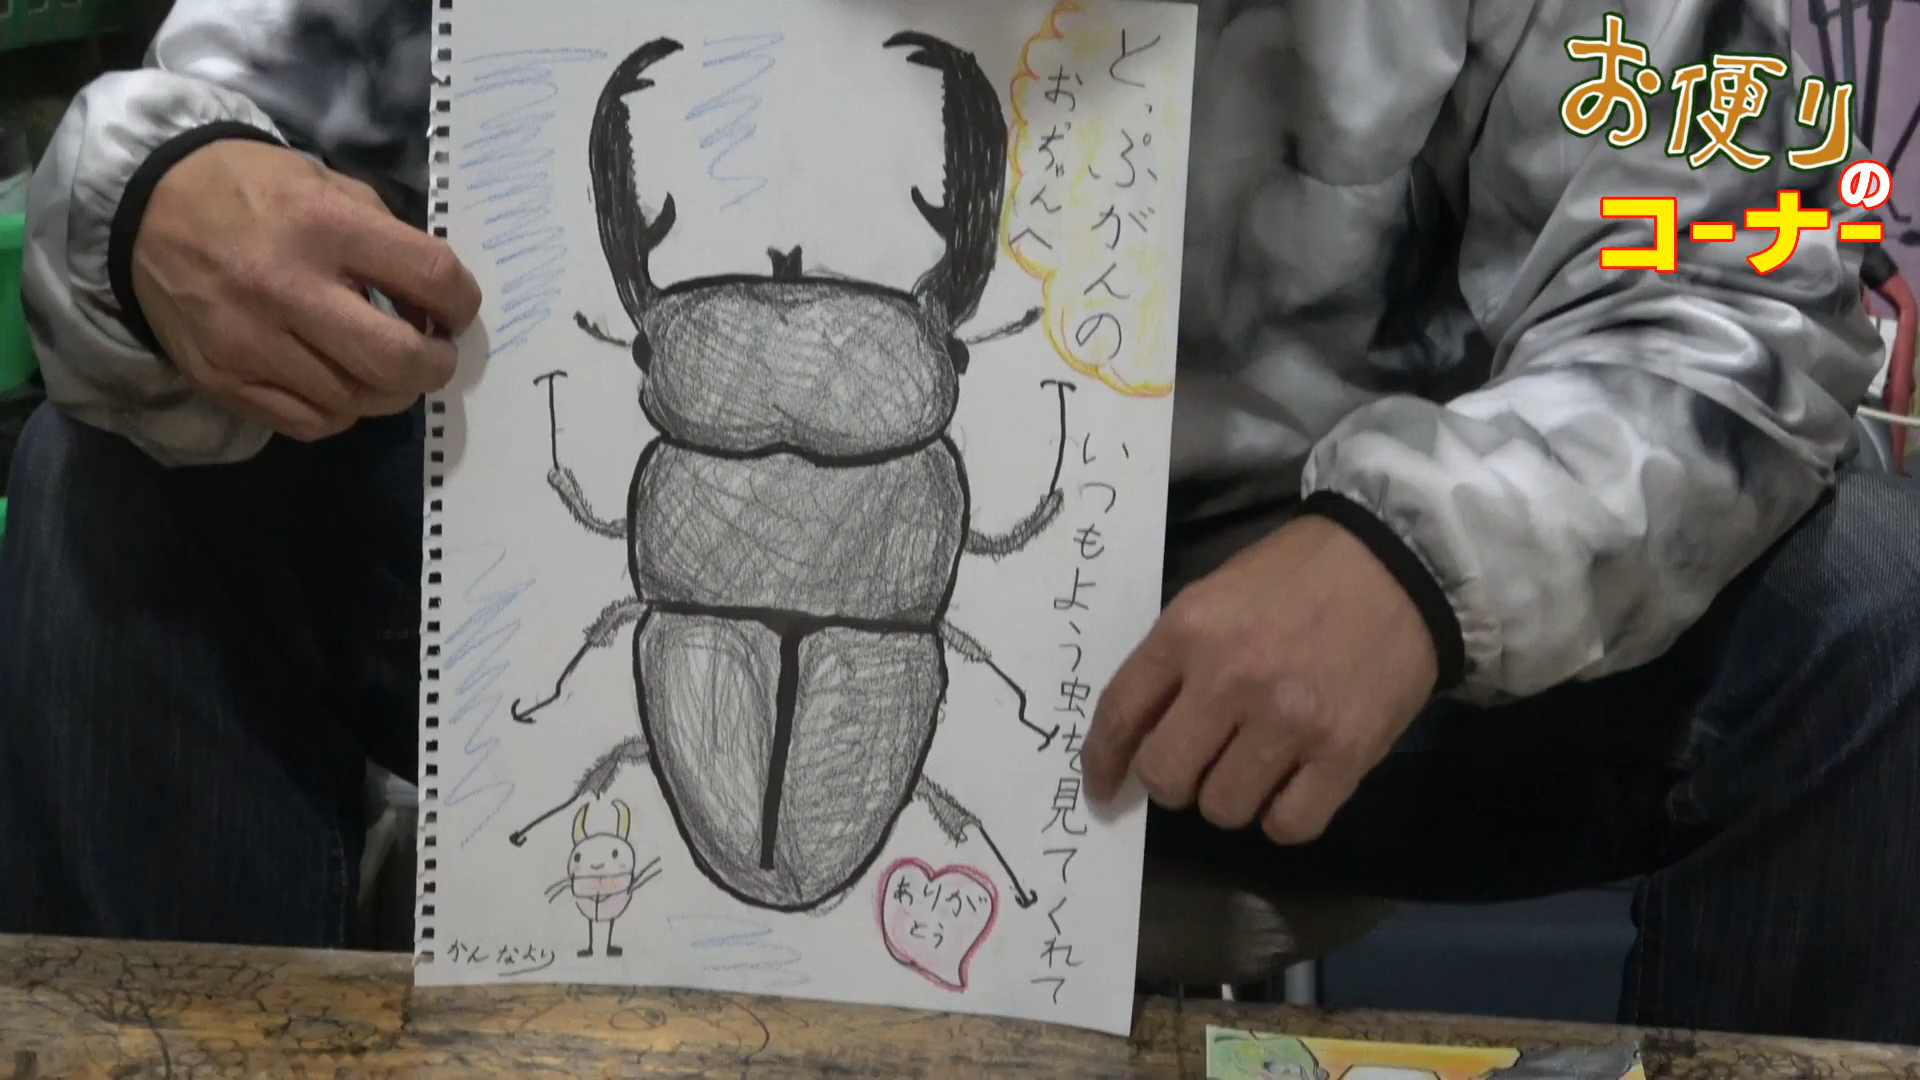 お便り
の
コーナー
とっぷがんの
おぢゃんへ
いつもよう虫を見てくれて
ありが
とう
かんなより